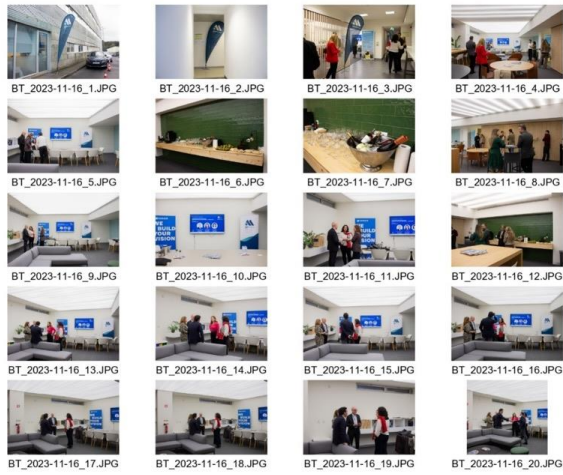 BT_2023-11-16_1.JPG
BT_2023-11-16_2.JPG
BT_2023-11-16_3.JPG
BT_2023-11-16_4.JPG
BT_2023-11-16_5.JPG
BT_2023-11-16_6.JPG
BT_2023-11-16_7.JPG
BT_2023-11-16_8.JPG
WE
BUILD
YOUR
VISION
BT_2023-11-16_9.JPG
BT_2023-11-16_10.JPG
BT_2023-11-16_11.JPG
BT_2023-11-16_12.JPG
BT_2023-11-16_13.JPG
BT_2023-11-16_14.JPG
BT_2023-11-16_15.JPG
BT_2023-11-16_16.JPG
BT_2023-11-16_17.JPG
BT_2023-11-16_18.JPG
BT_2023-11-16_19.JPG
BT_2023-11-16_20.JPG